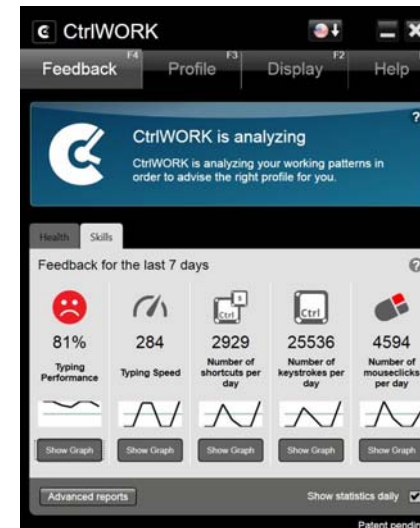 CtrlWORK
F4 F3 F2
Feedback Profile Display Help
?
CtrlWORK is analyzing
CtrlWORK is analyzing your working patterns in
order to advise the right profile for you.
Health Skills
Feedback for the last 7 days ?
Ctrl S Ctrl
81% 284 2929 25536 4594
Typing Performance
Typing Speed
Number of shortcuts per day
Number of keystrokes per day
Number of mouseclicks per day
Show Graph Show Graph Show Graph Show Graph Show Graph
Advanced reports Show statistics daily
Patent pendin